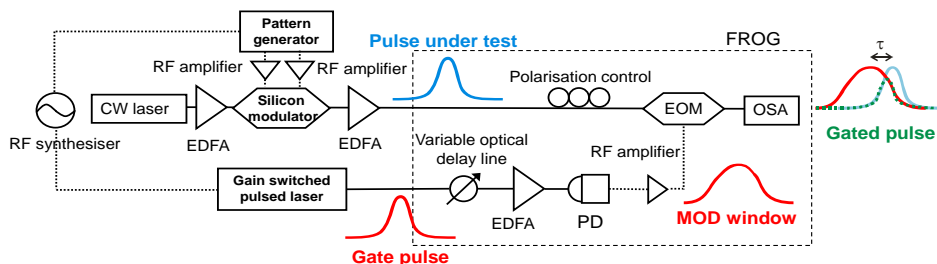 Pattern
generator
Pulse under test
FROG
RF amplifier
RF amplifier
Polarisation control
τ
CW laser
Silicon
modulator
EOM
OSA
RF synthesiser
EDFA
EDFA
Variable optical
delay line
RF amplifier
Gated pulse
Gain switched
pulsed laser
EDFA
PD
MOD window
Gate pulse